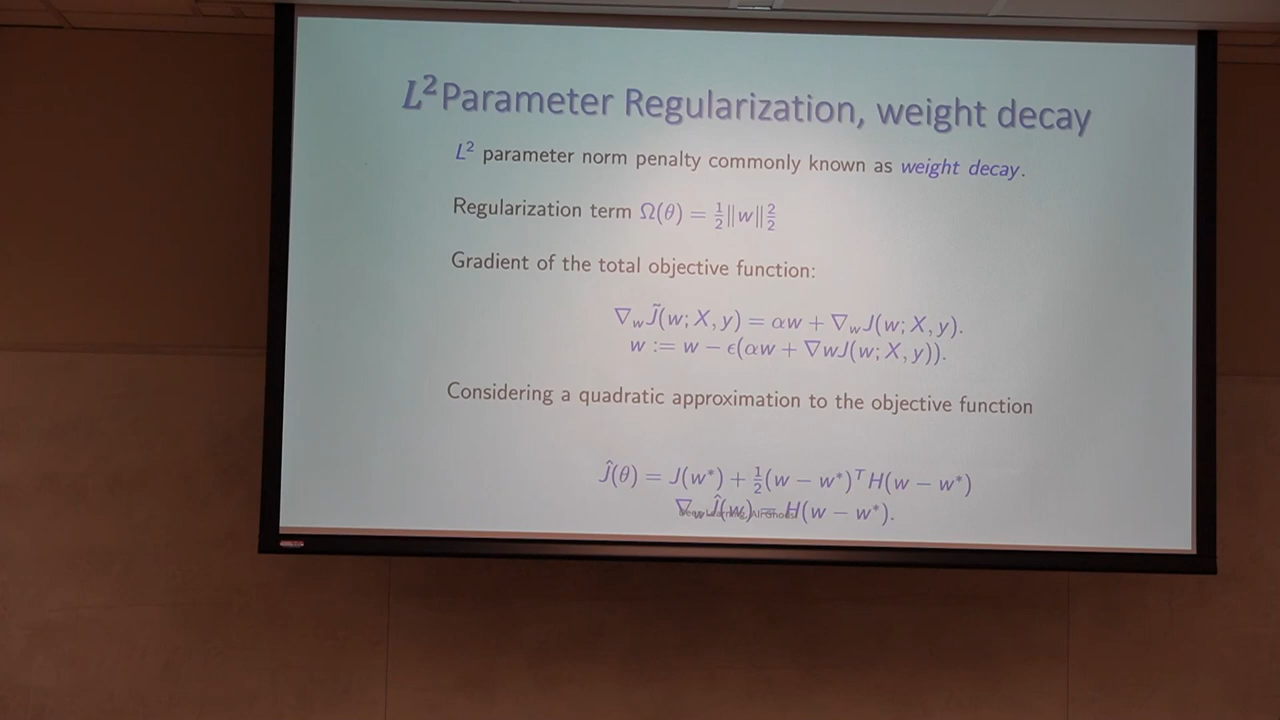 L² Parameter Regularization, weight decay
L² parameter norm penalty commonly known as weight decay.
Regularization term Ω(θ) = ½‖w‖²₂
Gradient of the total objective function:
∇_w J̃(w; X, y) = αw + ∇_w J(w; X, y).
w := w − ϵ(αw + ∇wJ(w; X, y)).
Considering a quadratic approximation to the objective function
Ĵ(θ) = J(w*) + ½(w − w*)ᵀH(w − w*)
∇_w Ĵ(w) = H(w − w*).